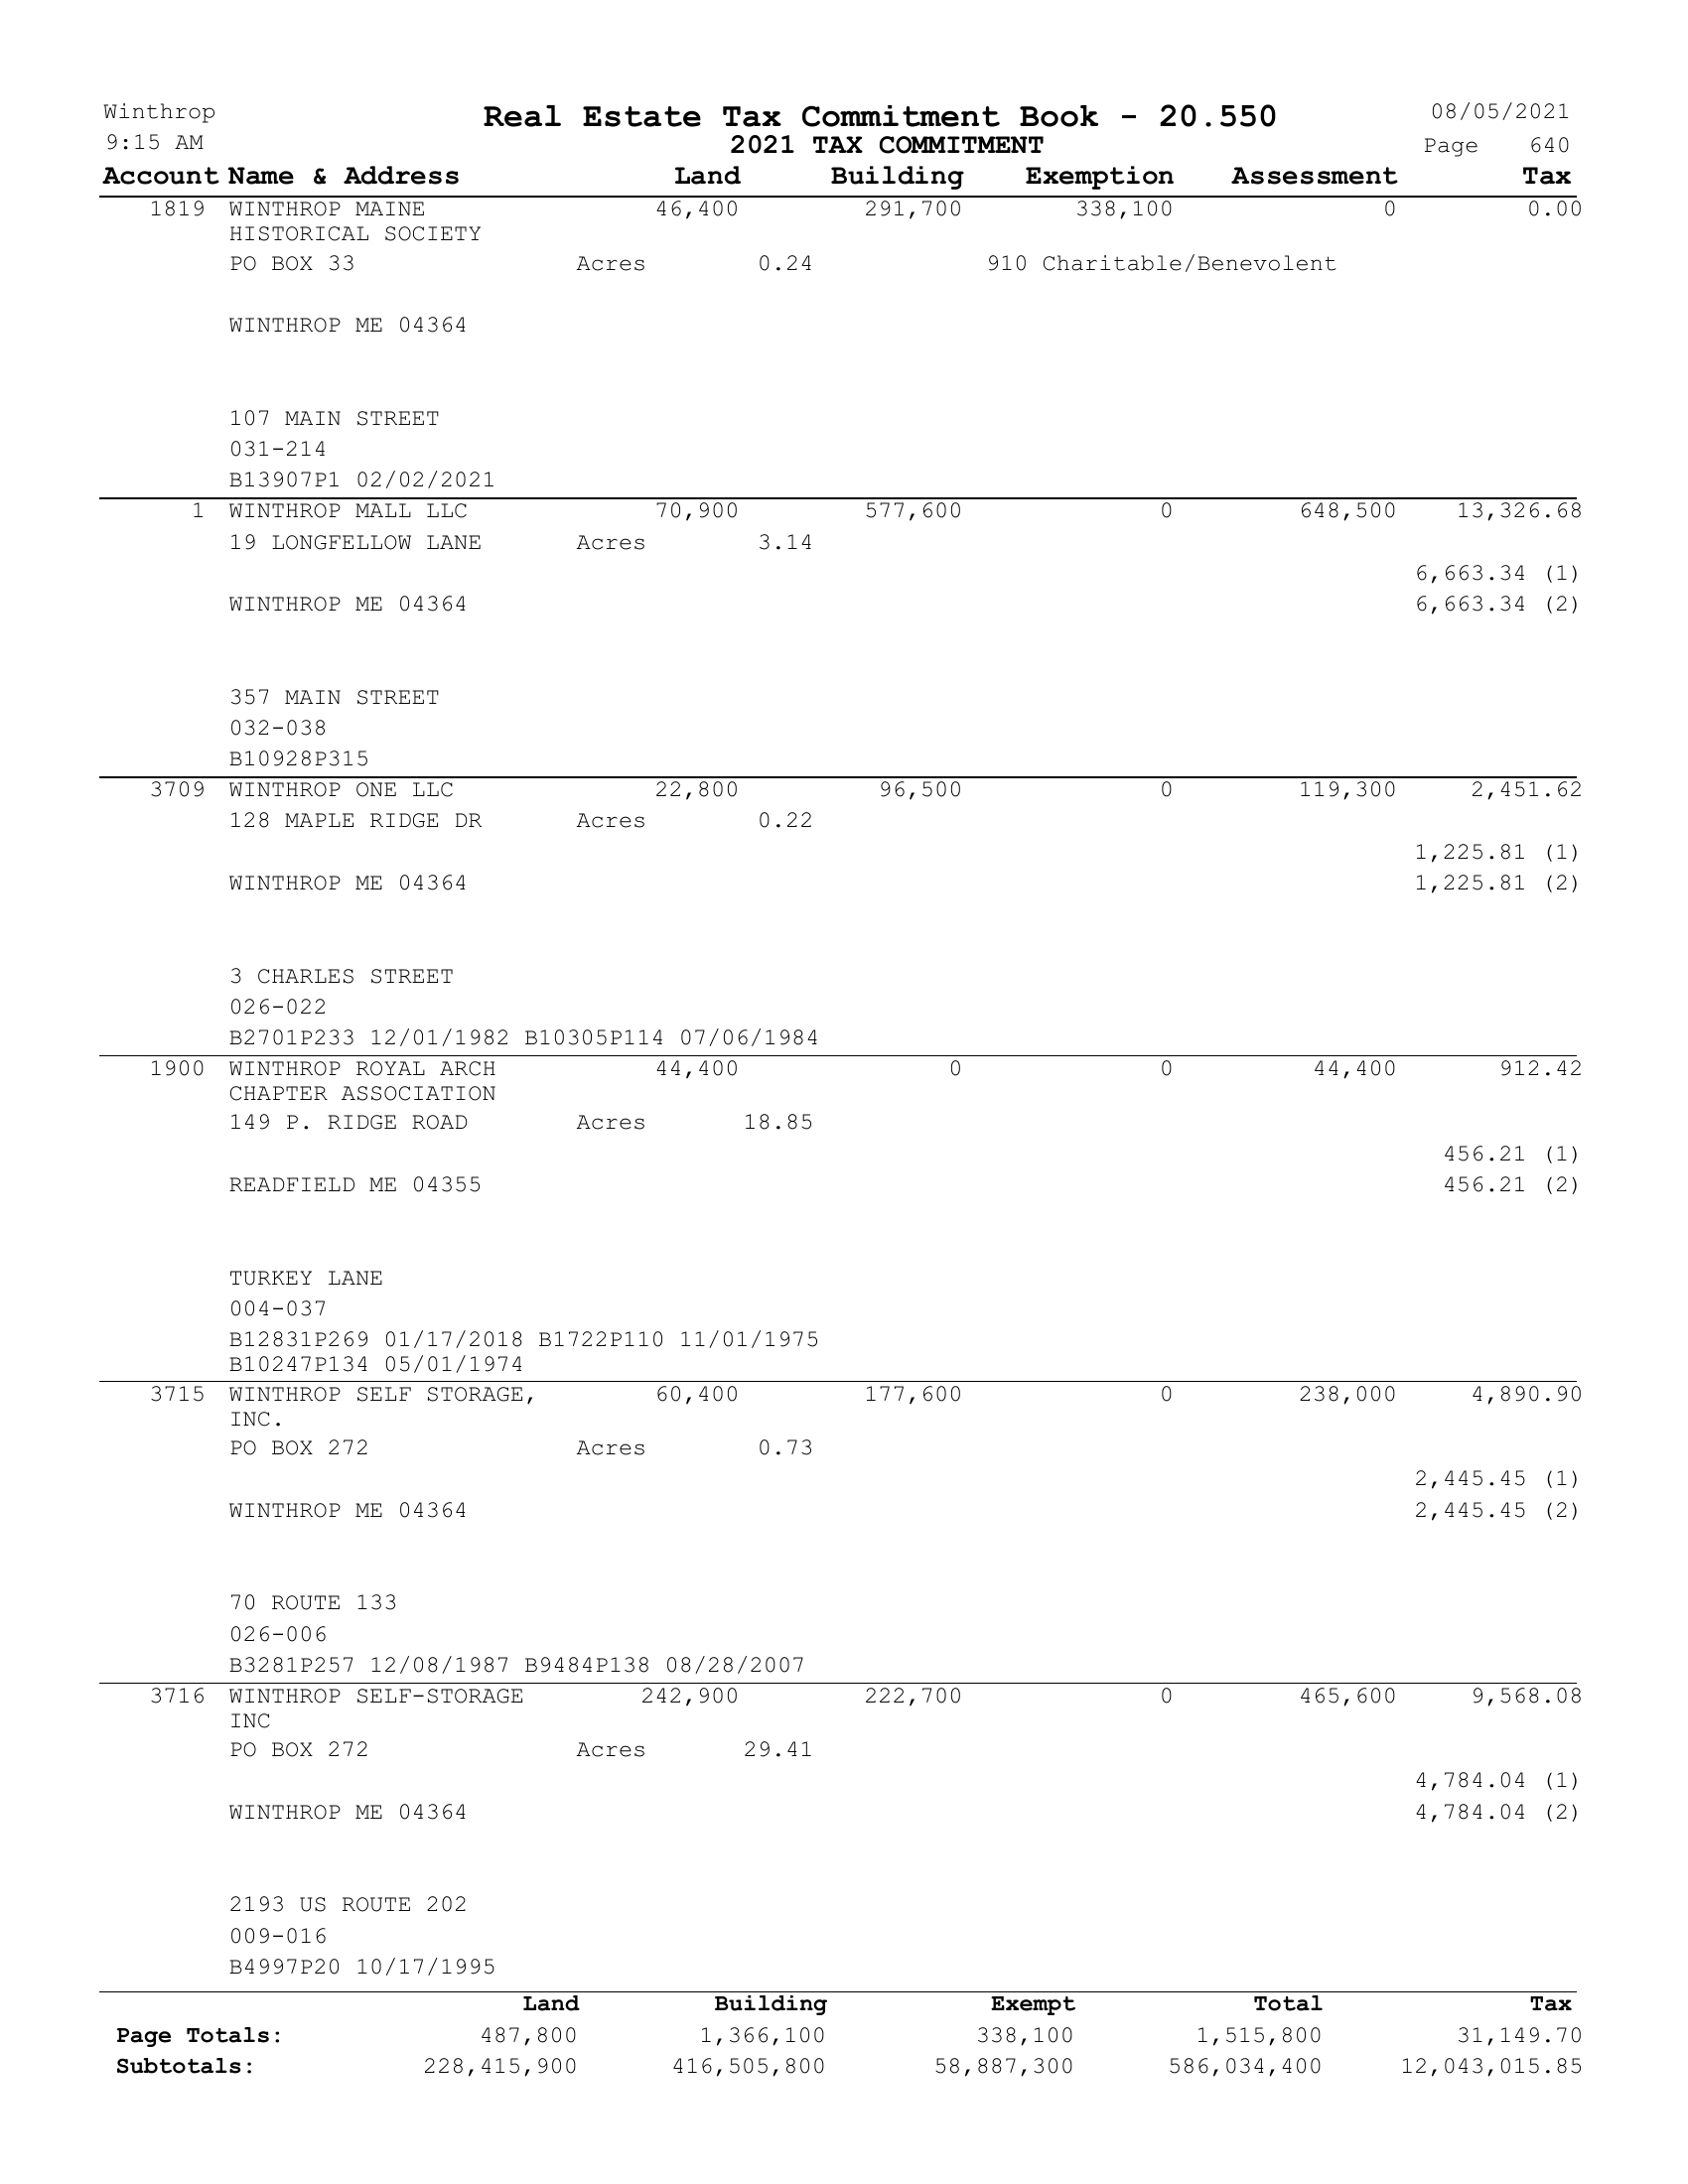 Winthrop Real Estate Tax Commitment Book - 20.550 08/05/2021
9:15 AM 2021 TAX COMMITMENT Page 640
Account Name & Address Land Building Exemption Assessment Tax
1819 WINTHROP MAINE 46,400 291,700 338,100 0 0.00
HISTORICAL SOCIETY
PO BOX 33 Acres 0.24 910 Charitable/Benevolent
WINTHROP ME 04364
107 MAIN STREET
031-214
B13907P1 02/02/2021
1 WINTHROP MALL LLC 70,900 577,600 0 648,500 13,326.68
19 LONGFELLOW LANE Acres 3.14
6,663.34 (1)
WINTHROP ME 04364 6,663.34 (2)
357 MAIN STREET
032-038
B10928P315
3709 WINTHROP ONE LLC 22,800 96,500 0 119,300 2,451.62
128 MAPLE RIDGE DR Acres 0.22
1,225.81 (1)
WINTHROP ME 04364 1,225.81 (2)
3 CHARLES STREET
026-022
B2701P233 12/01/1982 B10305P114 07/06/1984
1900 WINTHROP ROYAL ARCH 44,400 0 0 44,400 912.42
CHAPTER ASSOCIATION
149 P. RIDGE ROAD Acres 18.85
456.21 (1)
READFIELD ME 04355 456.21 (2)
TURKEY LANE
004-037
B12831P269 01/17/2018 B1722P110 11/01/1975
B10247P134 05/01/1974
3715 WINTHROP SELF STORAGE, 60,400 177,600 0 238,000 4,890.90
INC.
PO BOX 272 Acres 0.73
2,445.45 (1)
WINTHROP ME 04364 2,445.45 (2)
70 ROUTE 133
026-006
B3281P257 12/08/1987 B9484P138 08/28/2007
3716 WINTHROP SELF-STORAGE 242,900 222,700 0 465,600 9,568.08
INC
PO BOX 272 Acres 29.41
4,784.04 (1)
WINTHROP ME 04364 4,784.04 (2)
2193 US ROUTE 202
009-016
B4997P20 10/17/1995
Land Building Exempt Total Tax
Page Totals: 487,800 1,366,100 338,100 1,515,800 31,149.70
Subtotals: 228,415,900 416,505,800 58,887,300 586,034,400 12,043,015.85